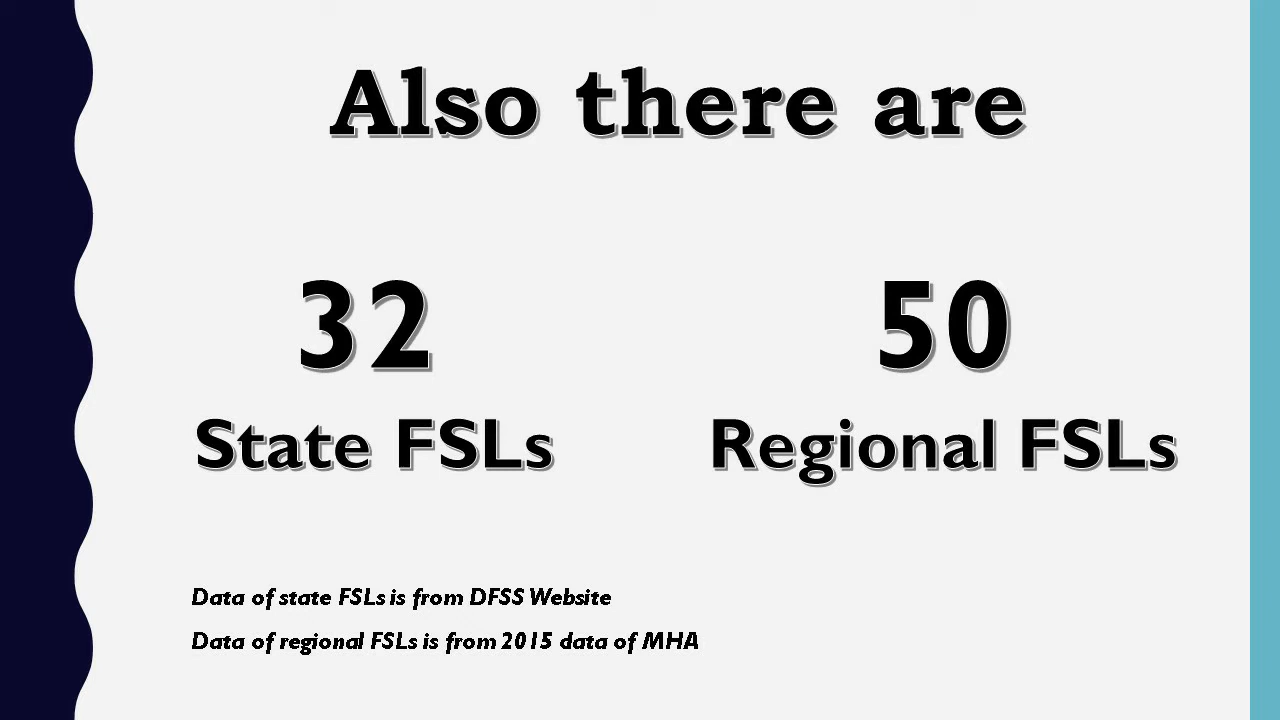 Also there are
32
State FSLs
50
Regional FSLs
Data of state FSLs is from DFSS Website
Data of regional FSLs is from 2015 data of MHA